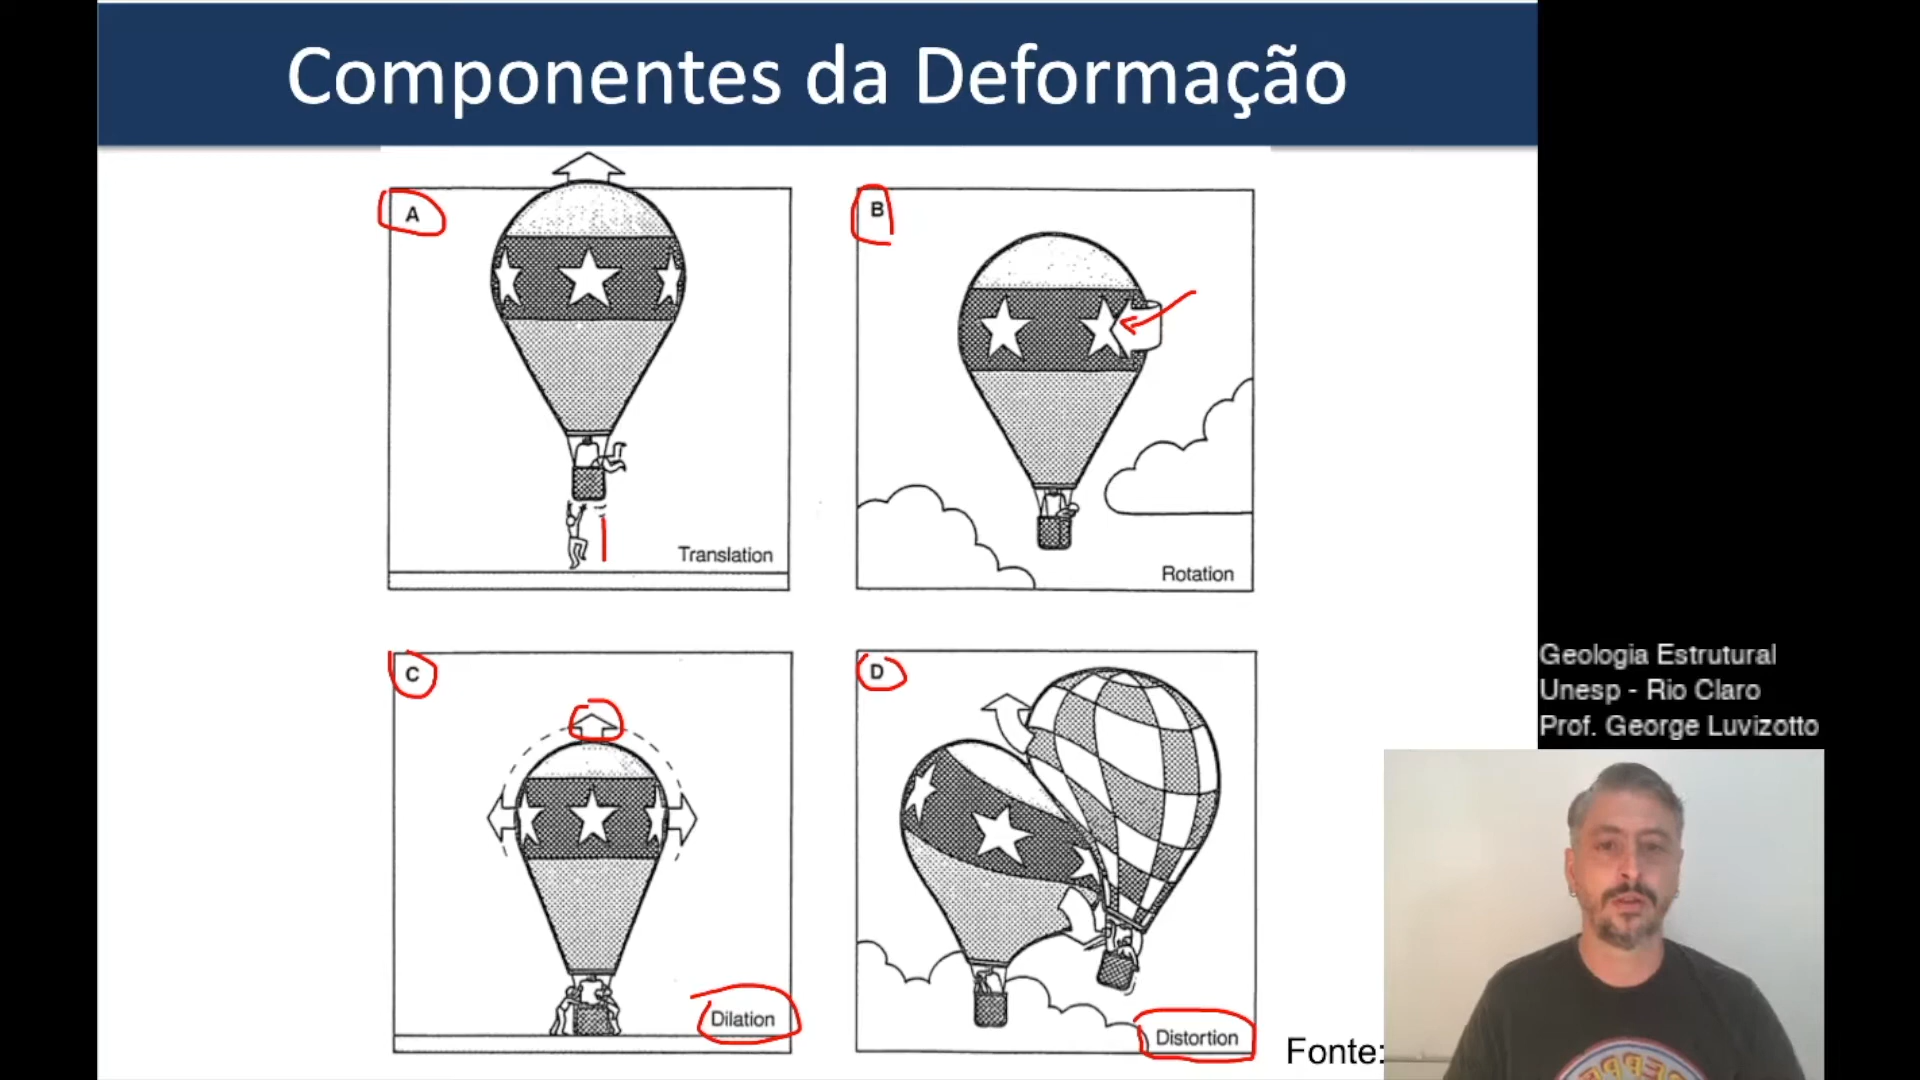 Componentes da Deformação
A
B
Translation
Rotation
C
D
Dilation
Distortion
Geologia Estrutural
Unesp - Rio Claro
Prof. George Luvizotto
Fonte: